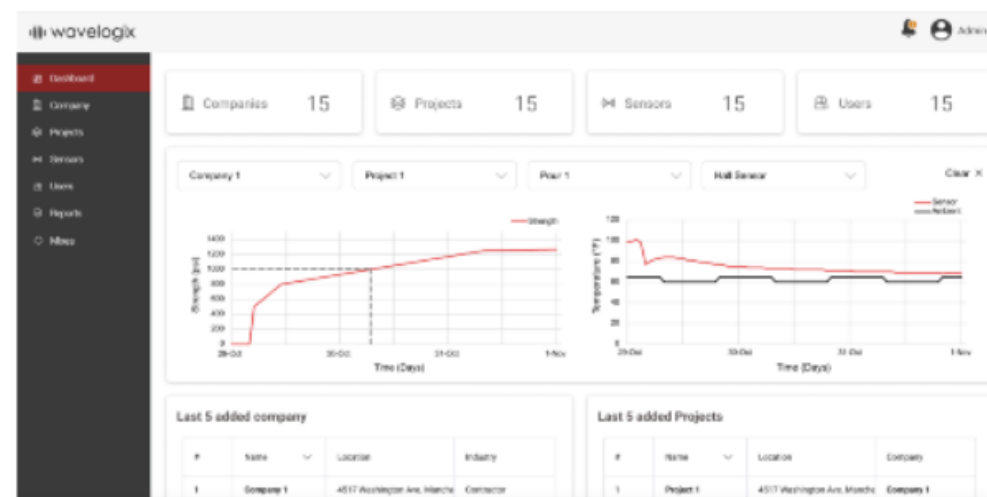 wavelogix
Admin
Dashboard
Company
Projects
Sensors
Users
Reports
Mixes
Companies 15
Projects 15
Sensors 15
Users 15
Company 1
Project 1
Pour 1
Hall Sensor
Clear ×
Strength
Strength (psi)
1400
1200
1000
800
600
400
200
0
29-Oct 30-Oct 31-Oct 1-Nov
Time (Days)
Sensor
Ambient
Temperature (°F)
120
100
80
60
40
20
0
29-Oct 30-Oct 31-Oct 1-Nov
Time (Days)
Last 5 added company
# Name Location Industry
1 Company 1 4517 Washington Ave, Manche Contractor
Last 5 added Projects
# Name Location Company
1 Project 1 4517 Washington Ave, Manche Company 1